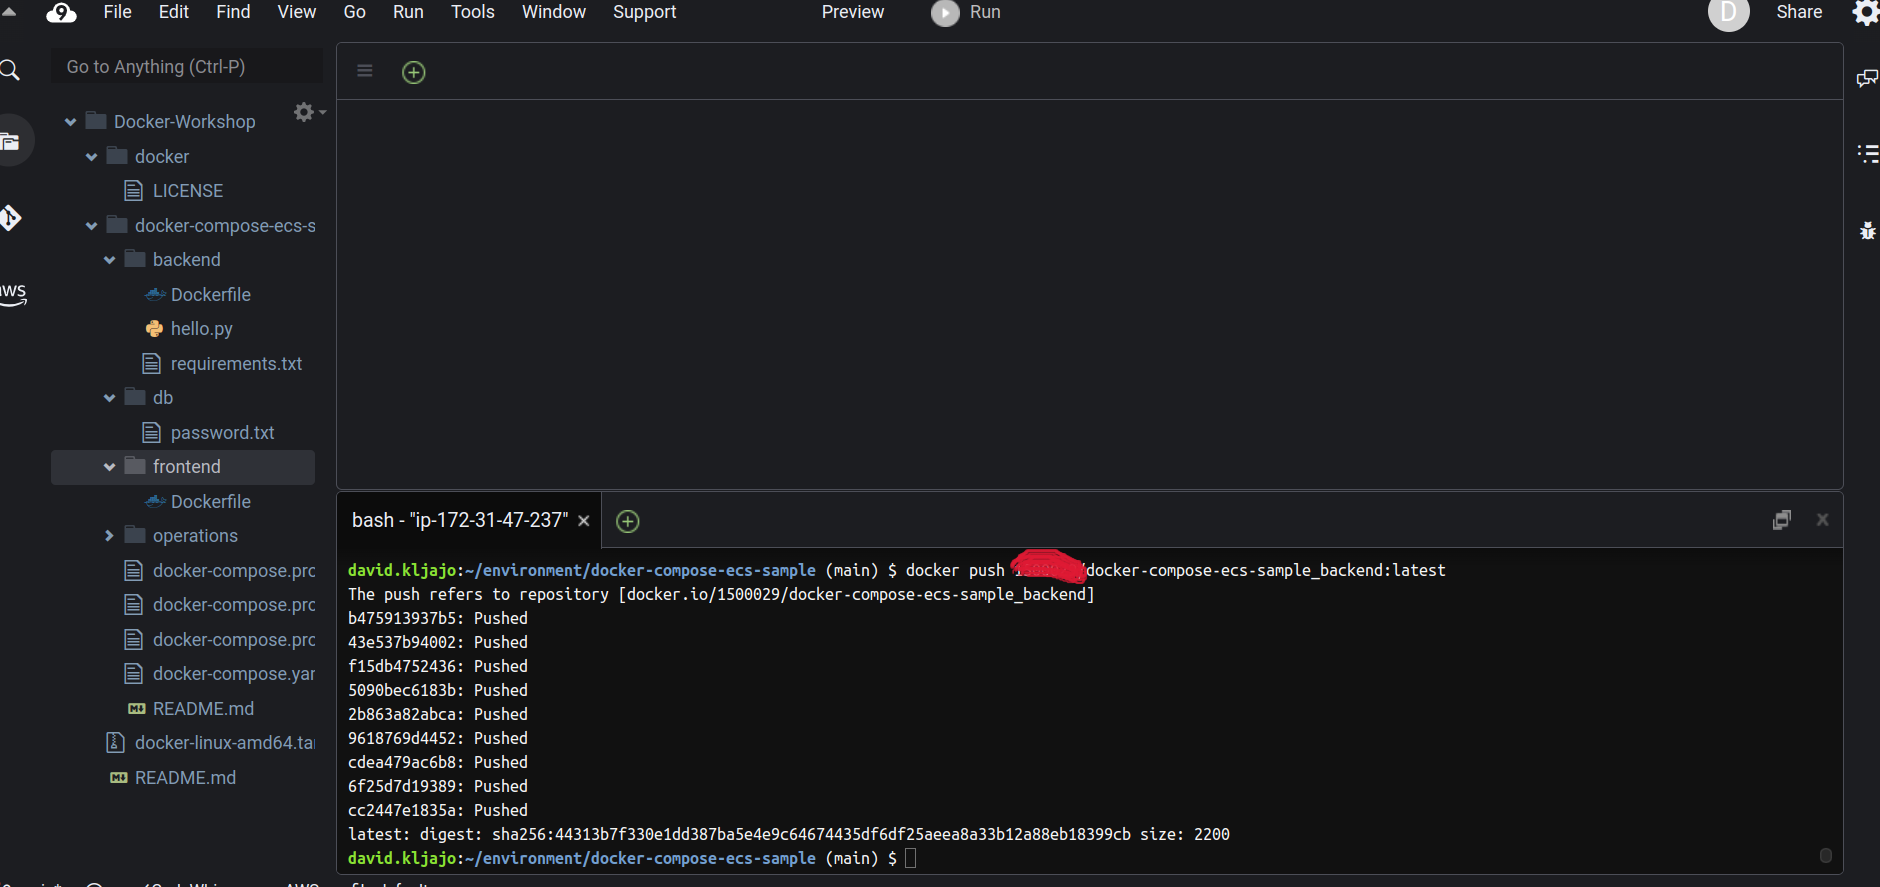 9 File Edit Find View Go Run Tools Window Support Preview Run D Share
Go to Anything (Ctrl-P)
Docker-Workshop
docker
LICENSE
docker-compose-ecs-s
backend
Dockerfile
hello.py
requirements.txt
db
password.txt
frontend
Dockerfile
operations
docker-compose.pro
docker-compose.pro
docker-compose.pro
docker-compose.yar
README.md
docker-linux-amd64.tar
README.md
aws
bash - "ip-172-31-47-237"
david.kljajo:~/environment/docker-compose-ecs-sample (main) $ docker push /docker-compose-ecs-sample_backend:latest
The push refers to repository [docker.io/1500029/docker-compose-ecs-sample_backend]
b475913937b5: Pushed
43e537b94002: Pushed
f15db4752436: Pushed
5090bec6183b: Pushed
2b863a82abca: Pushed
9618769d4452: Pushed
cdea479ac6b8: Pushed
6f25d7d19389: Pushed
cc2447e1835a: Pushed
latest: digest: sha256:44313b7f330e1dd387ba5e4e9c64674435df6df25aeea8a33b12a88eb18399cb size: 2200
david.kljajo:~/environment/docker-compose-ecs-sample (main) $